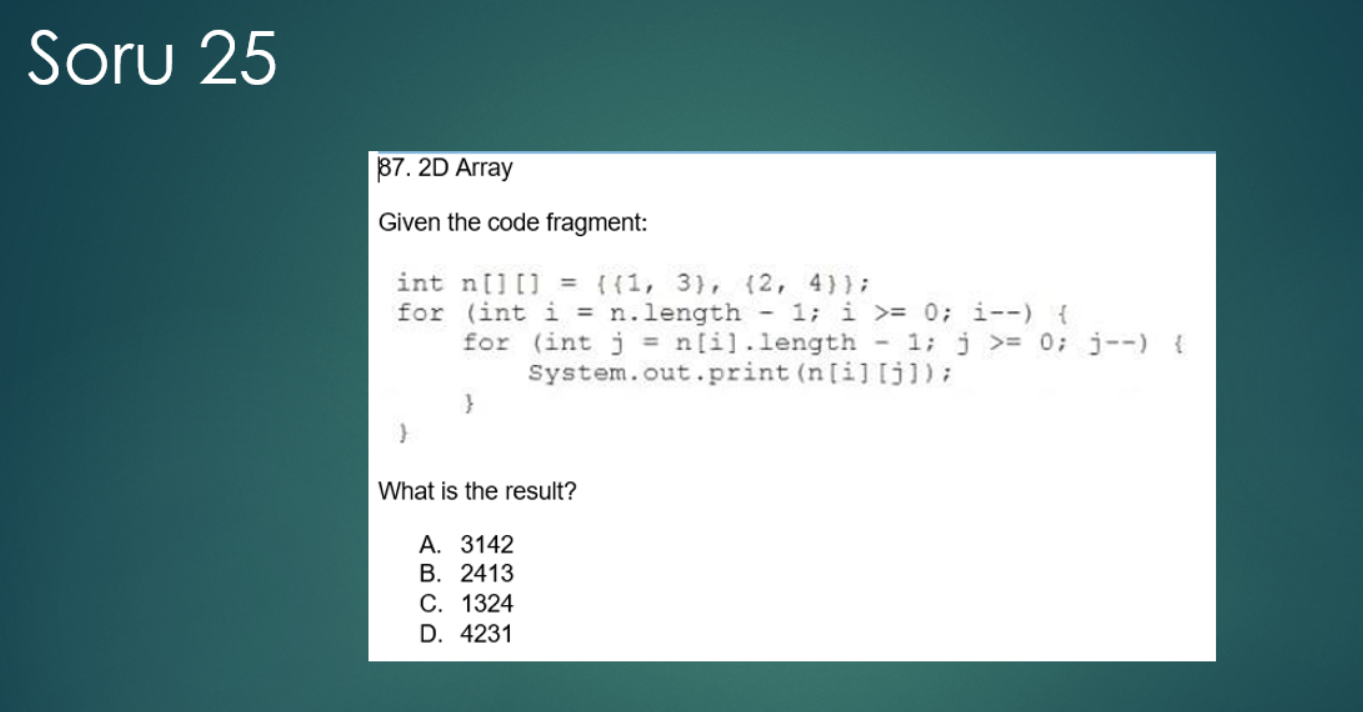 Soru 25
87. 2D Array
Given the code fragment:
int n[][] = {{1, 3}, {2, 4}};
for (int i = n.length - 1; i >= 0; i--) {
for (int j = n[i].length - 1; j >= 0; j--) {
System.out.print(n[i][j]);
}
}
What is the result?
A. 3142
B. 2413
C. 1324
D. 4231